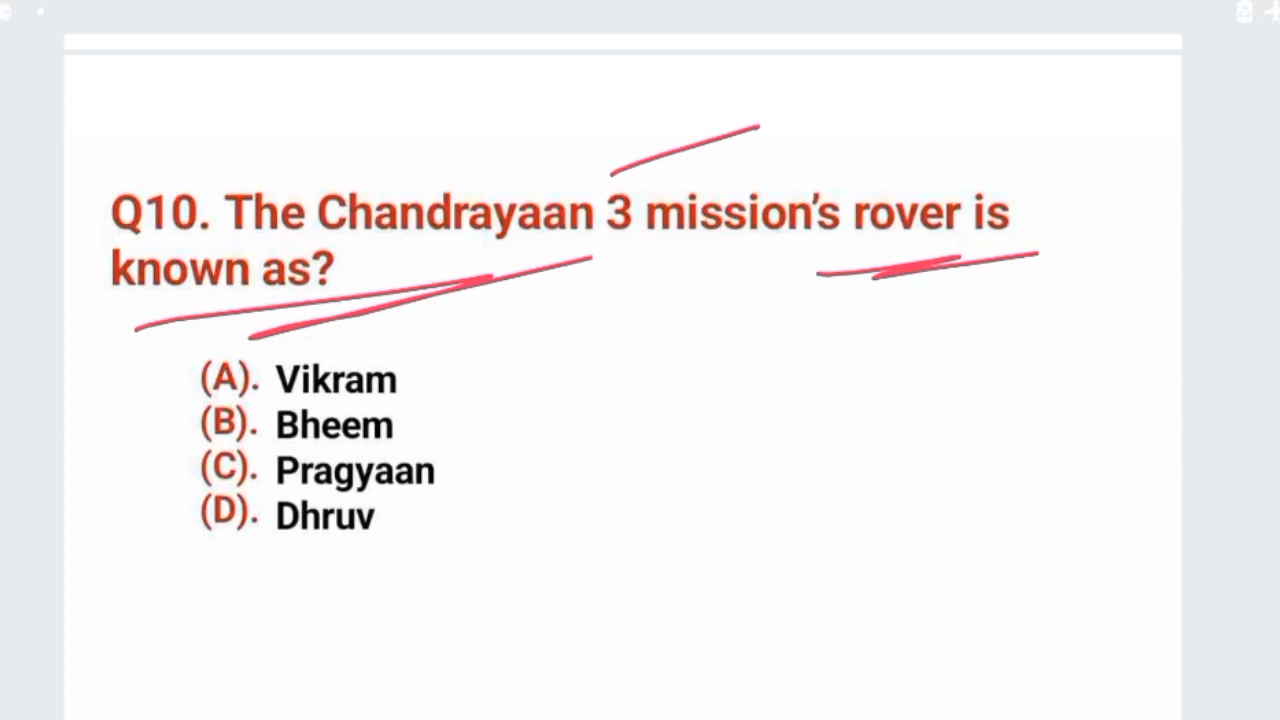 Q10. The Chandrayaan 3 mission's rover is
known as?
(A). Vikram
(B). Bheem
(C). Pragyaan
(D). Dhruv